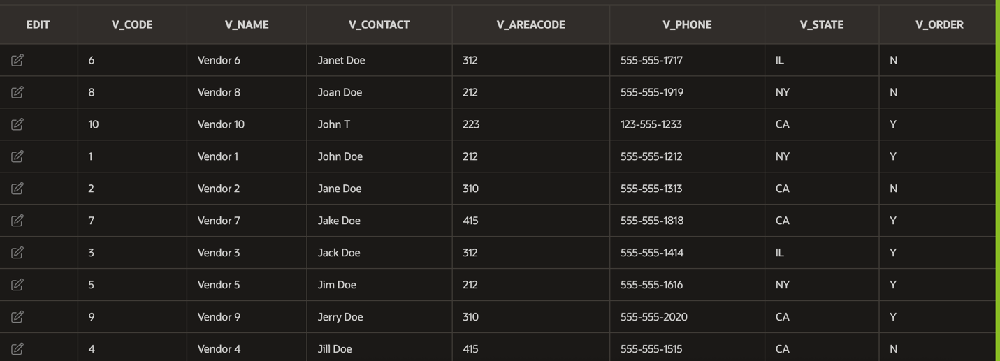 EDIT V_CODE V_NAME V_CONTACT V_AREACODE V_PHONE V_STATE V_ORDER
6 Vendor 6 Janet Doe 312 555-555-1717 IL N
8 Vendor 8 Joan Doe 212 555-555-1919 NY N
10 Vendor 10 John T 223 123-555-1233 CA Y
1 Vendor 1 John Doe 212 555-555-1212 NY Y
2 Vendor 2 Jane Doe 310 555-555-1313 CA N
7 Vendor 7 Jake Doe 415 555-555-1818 CA Y
3 Vendor 3 Jack Doe 312 555-555-1414 IL Y
5 Vendor 5 Jim Doe 212 555-555-1616 NY Y
9 Vendor 9 Jerry Doe 310 555-555-2020 CA Y
4 Vendor 4 Jill Doe 415 555-555-1515 CA N